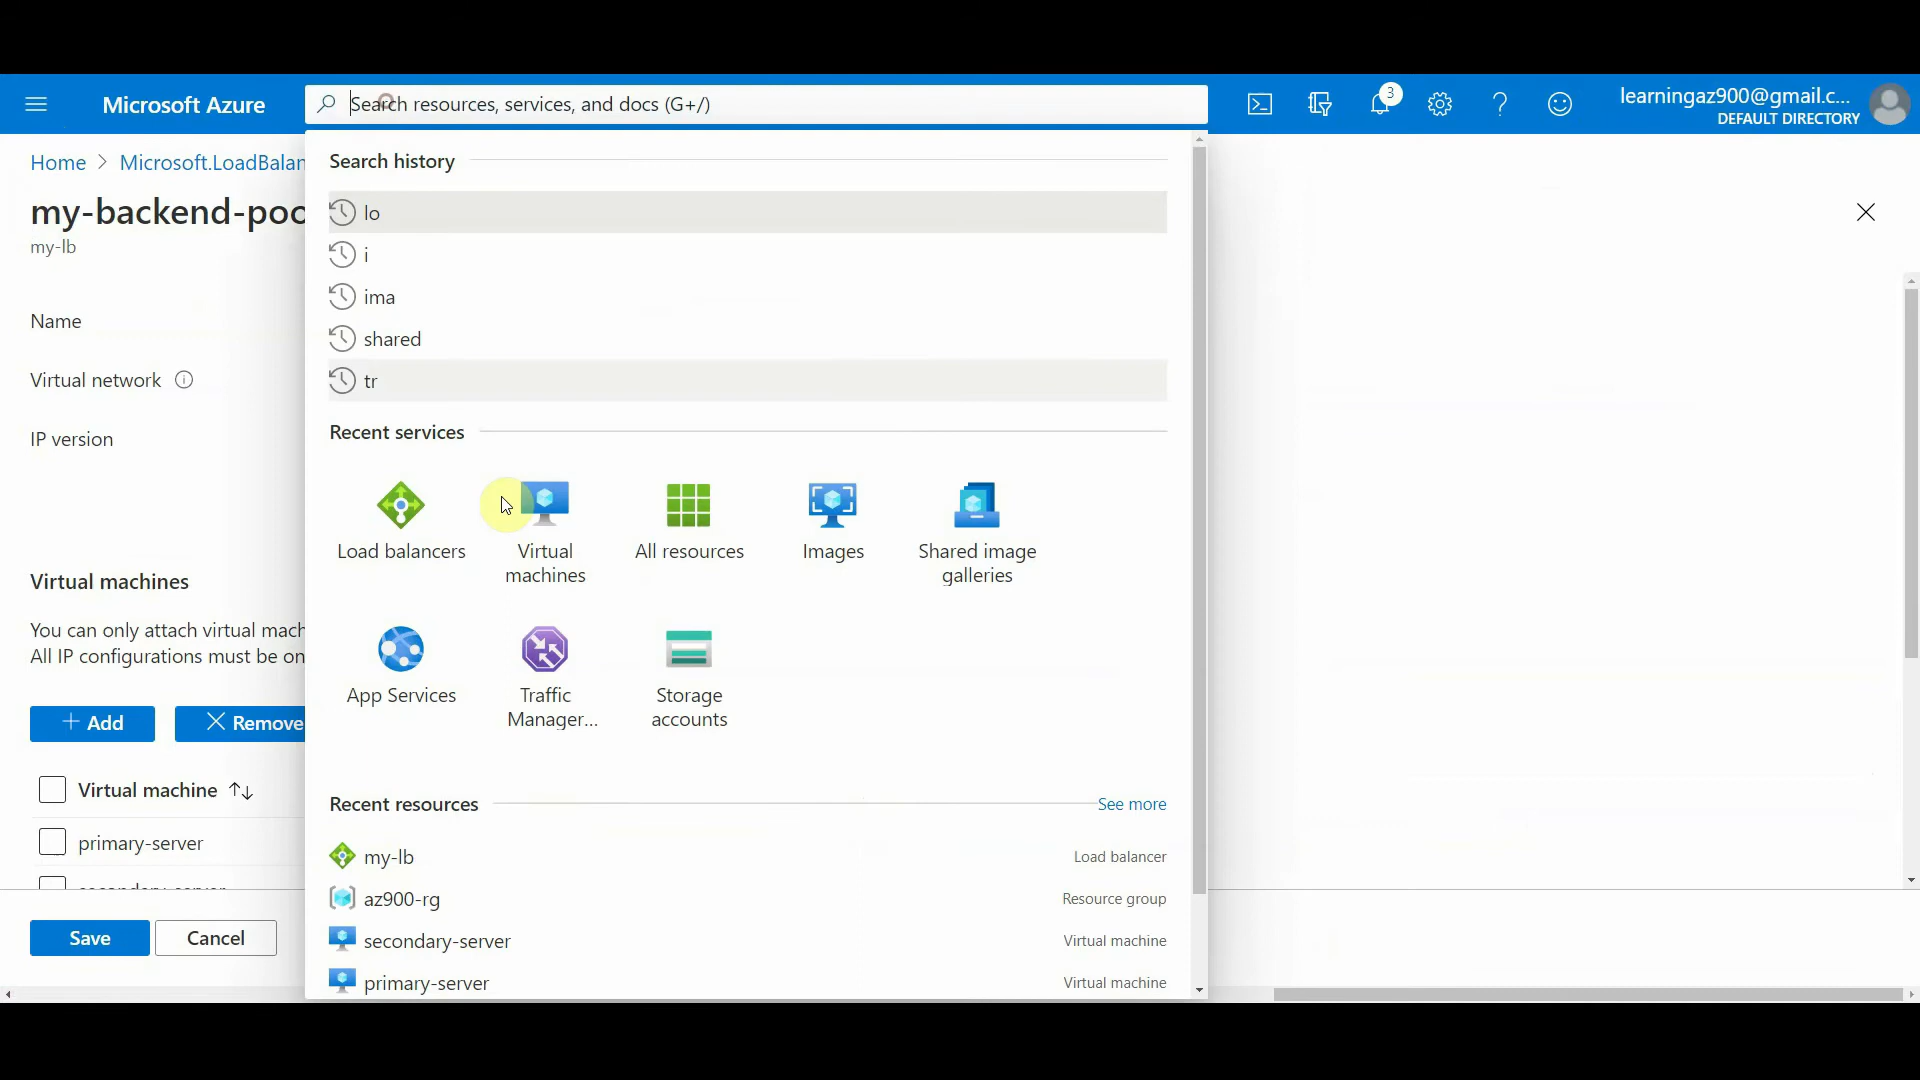 Microsoft Azure
Search resources, services, and docs (G+/)
3
learningaz900@gmail.c...
DEFAULT DIRECTORY
Home > Microsoft.LoadBalan
my-backend-poo
my-lb
Name
Virtual network
IP version
Virtual machines
You can only attach virtual mach
All IP configurations must be on
+ Add
Remove
Virtual machine
primary-server
secondary-server
Save
Cancel
Search history
lo
i
ima
shared
tr
Recent services
Load balancers
Virtual
machines
All resources
Images
Shared image
galleries
App Services
Traffic
Manager...
Storage
accounts
Recent resources
See more
my-lb
Load balancer
az900-rg
Resource group
secondary-server
Virtual machine
primary-server
Virtual machine